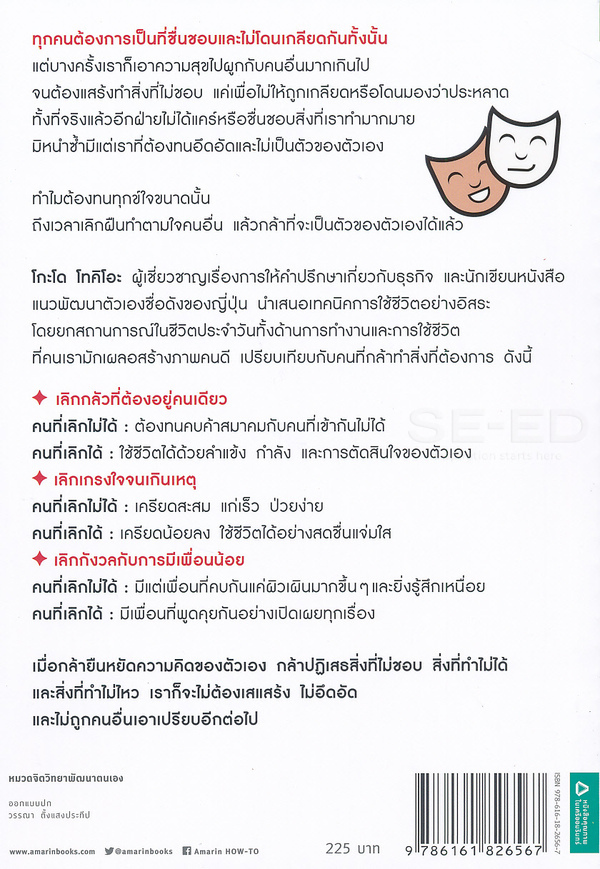 ทุกคนต้องการเป็นที่ชื่นชอบและไม่โดนเกลียดกันทั้งนั้น
แต่บางครั้งเราก็เอาความสุขไปผูกกับคนอื่นมากเกินไป
จนต้องแสร้งทำสิ่งที่ไม่ชอบ แค่เพื่อไม่ให้ถูกเกลียดหรือโดนมองว่าประหลาด
ทั้งที่จริงแล้วอีกฝ่ายไม่ได้แคร์หรือชื่นชอบสิ่งที่เราทำมากมาย
มิหนำซ้ำมีแต่เราที่ต้องทนอึดอัดและไม่เป็นตัวของตัวเอง
ทำไมต้องทนทุกข์ใจขนาดนั้น
ถึงเวลาเลิกฝืนทำตามใจคนอื่น แล้วกล้าที่จะเป็นตัวของตัวเองได้แล้ว
โกะโด โทคิโอะ ผู้เชี่ยวชาญเรื่องการให้คำปรึกษาเกี่ยวกับธุรกิจ และนักเขียนหนังสือ
แนวพัฒนาตัวเองชื่อดังของญี่ปุ่น นำเสนอเทคนิคการใช้ชีวิตอย่างอิสระ
โดยยกสถานการณ์ในชีวิตประจำวันทั้งด้านการทำงานและการใช้ชีวิต
ที่คนเรามักเผลอสร้างภาพคนดี เปรียบเทียบกับคนที่กล้าทำสิ่งที่ต้องการ ดังนี้
เลิกกลัวที่ต้องอยู่คนเดียว
คนที่เลิกไม่ได้ : ต้องทนคบค้าสมาคมกับคนที่เข้ากันไม่ได้
คนที่เลิกได้ : ใช้ชีวิตได้ด้วยลำแข้ง กำลัง และการตัดสินใจของตัวเอง
SE-ED
เลิกเกรงใจจนเกินเหตุ
คนที่เลิกไม่ได้ : เครียดสะสม แก่เร็ว ป่วยง่าย
คนที่เลิกได้ : เครียดน้อยลง ใช้ชีวิตได้อย่างสดชื่นแจ่มใส
เลิกกังวลกับการมีเพื่อนน้อย
คนที่เลิกไม่ได้ : มีแต่เพื่อนที่คบกันแค่ผิวเผินมากขึ้นๆ และยิ่งรู้สึกเหนื่อย
คนที่เลิกได้ : มีเพื่อนที่พูดคุยกันอย่างเปิดเผยทุกเรื่อง
เมื่อกล้ายืนหยัดความคิดของตัวเอง กล้าปฏิเสธสิ่งที่ไม่ชอบ สิ่งที่ทำไม่ได้
และสิ่งที่ทำไม่ไหว เราก็จะไม่ต้องเสแสร้ง ไม่อึดอัด
และไม่ถูกคนอื่นเอาเปรียบอีกต่อไป
หมวดจิตวิทยาพัฒนาตนเอง
ออกแบบปก
วรรณา ตั้งแสงประทีป
www.amarinbooks.com @amarinbooks Amarin HOW-TO
225 บาท
9 786161 826567
ISBN 978-616-18-2656-7
หนังสือคุณภาพ
ในเครืออมรินทร์